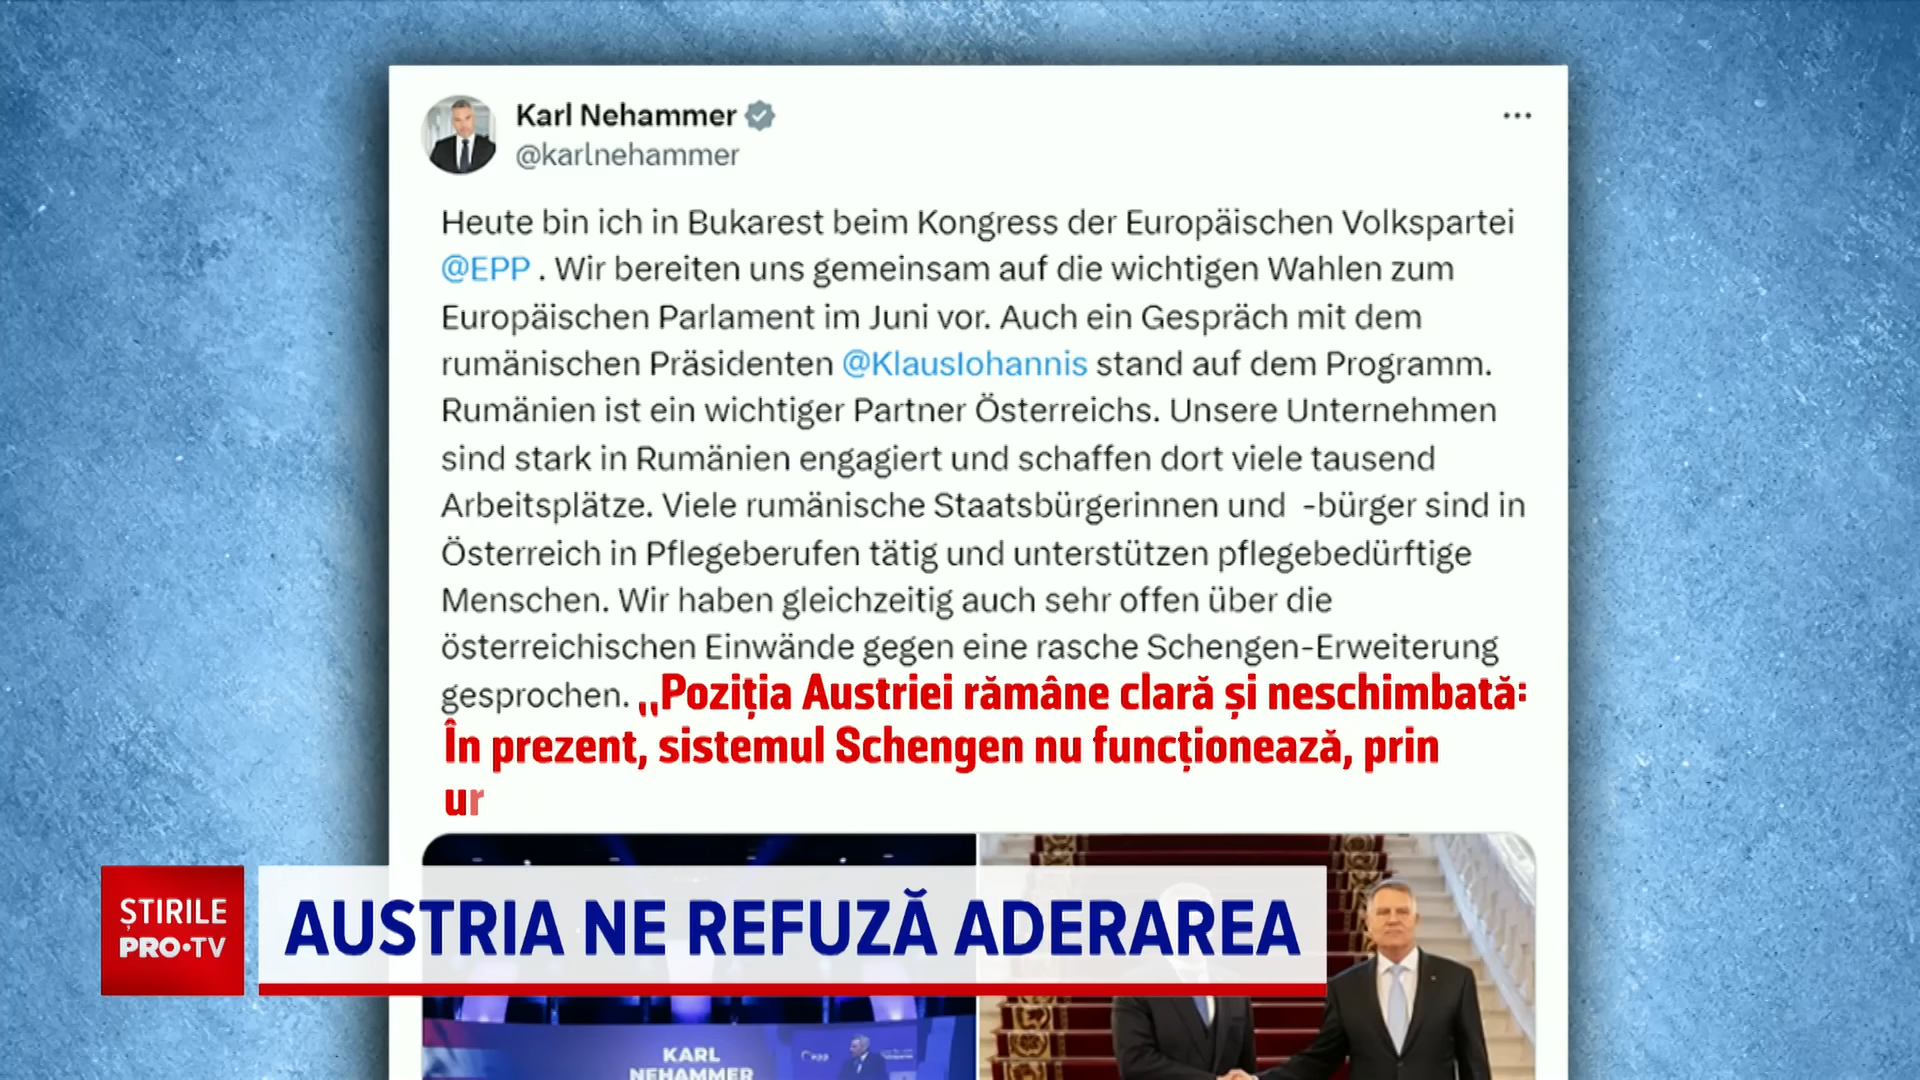 Karl Nehammer
@karlnehammer
Heute bin ich in Bukarest beim Kongress der Europäischen Volkspartei
@EPP . Wir bereiten uns gemeinsam auf die wichtigen Wahlen zum
Europäischen Parlament im Juni vor. Auch ein Gespräch mit dem
rumänischen Präsidenten @KlausIohannis stand auf dem Programm.
Rumänien ist ein wichtiger Partner Österreichs. Unsere Unternehmen
sind stark in Rumänien engagiert und schaffen dort viele tausend
Arbeitsplätze. Viele rumänische Staatsbürgerinnen und -bürger sind in
Österreich in Pflegeberufen tätig und unterstützen pflegebedürftige
Menschen. Wir haben gleichzeitig auch sehr offen über die
österreichischen Einwände gegen eine rasche Schengen-Erweiterung
gesprochen. ,,Poziția Austriei rămâne clară și neschimbată:
În prezent, sistemul Schengen nu funcționează, prin
ur
ȘTIRILE
PRO•TV
AUSTRIA NE REFUZĂ ADERAREA
KARL
NEHAMMER
epp